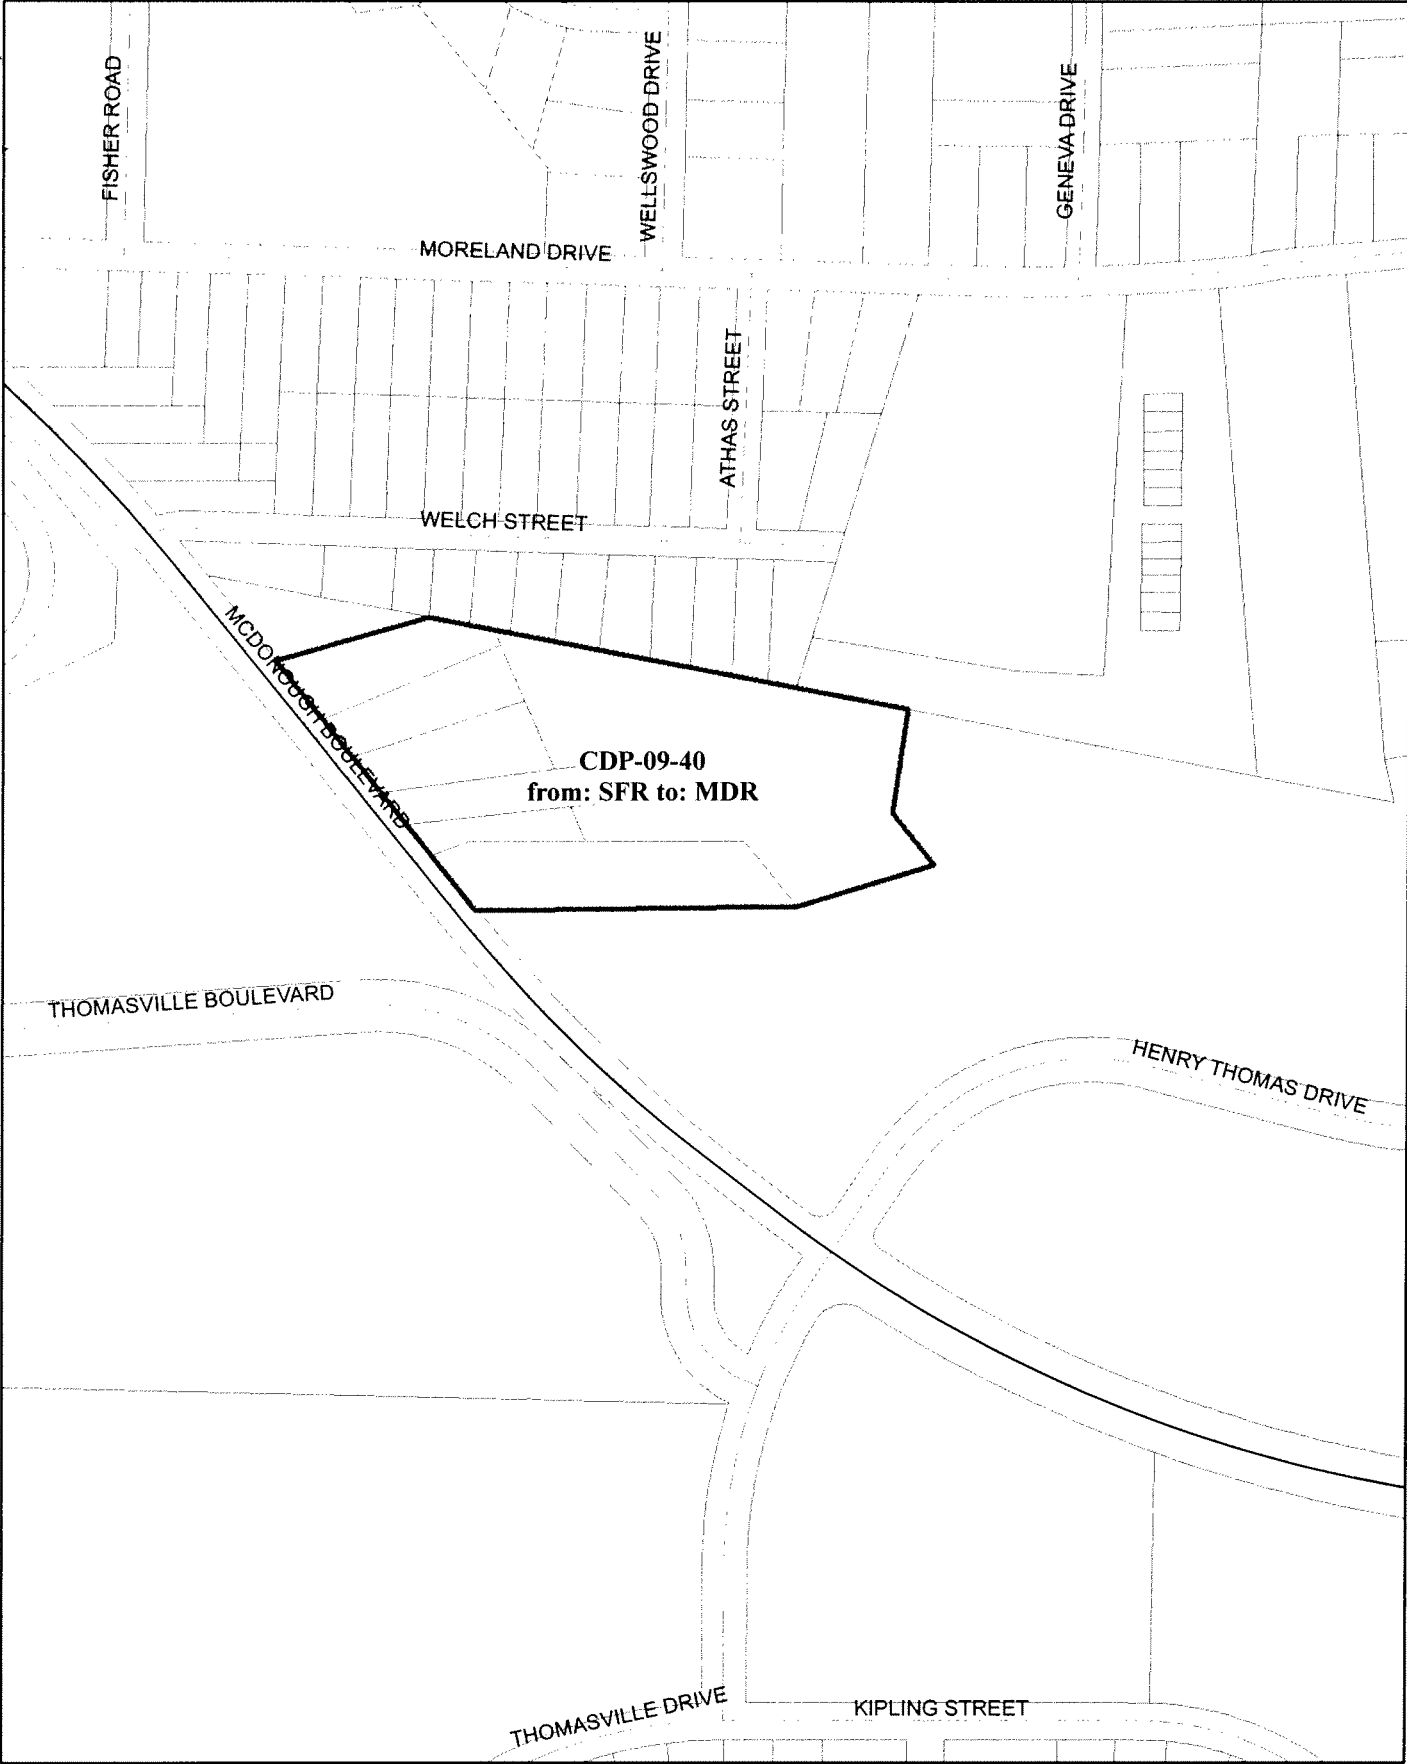 FISHER ROAD
WELLSWOOD DRIVE
GENEVA DRIVE
MORELAND DRIVE
ATHAS STREET
WELCH STREET
MCDONOUGH BOULEVARD
CDP-09-40
from: SFR to: MDR
THOMASVILLE BOULEVARD
HENRY THOMAS DRIVE
THOMASVILLE DRIVE
KIPLING STREET